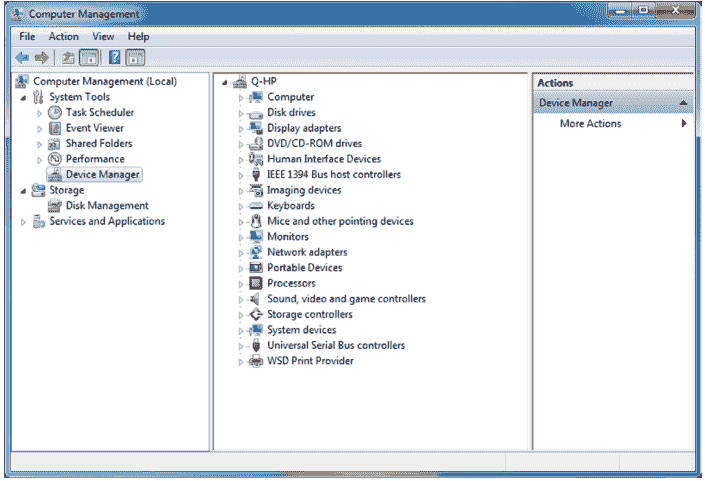 Computer Management
File Action View Help
Computer Management (Local)
System Tools
Task Scheduler
Event Viewer
Shared Folders
Performance
Device Manager
Storage
Disk Management
Services and Applications
Q-HP
Computer
Disk drives
Display adapters
DVD/CD-ROM drives
Human Interface Devices
IEEE 1394 Bus host controllers
Imaging devices
Keyboards
Mice and other pointing devices
Monitors
Network adapters
Portable Devices
Processors
Sound, video and game controllers
Storage controllers
System devices
Universal Serial Bus controllers
WSD Print Provider
Actions
Device Manager
More Actions